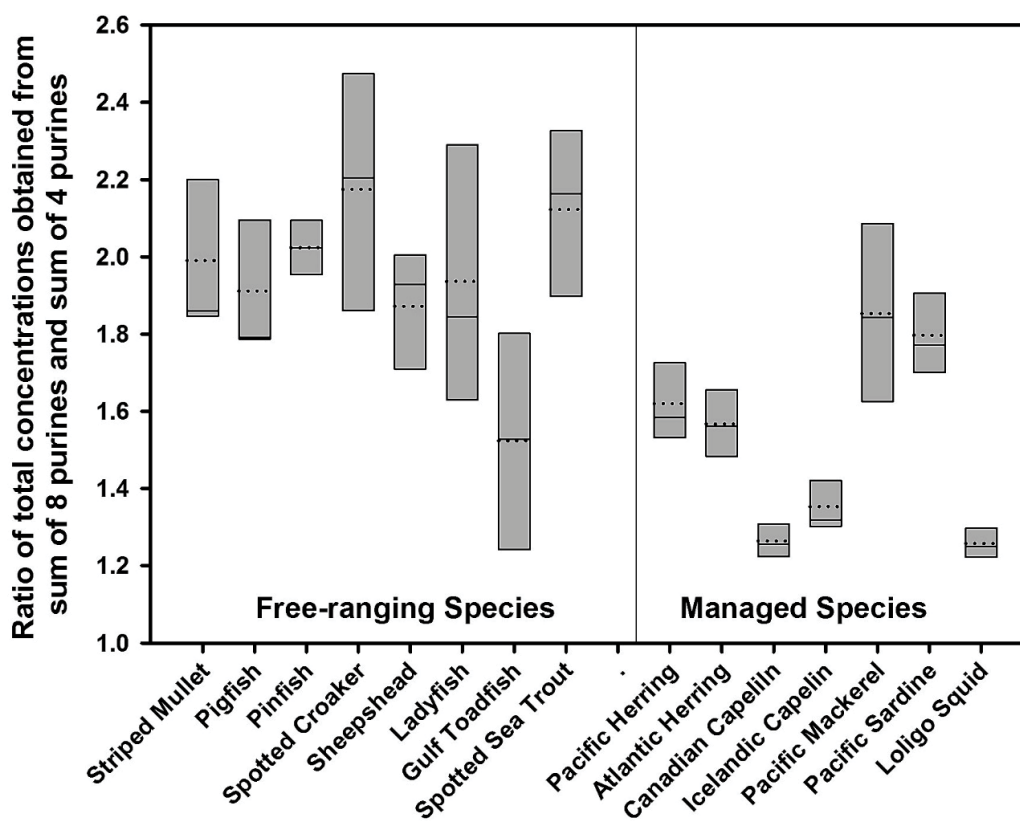 Ratio of total concentrations obtained from
sum of 8 purines and sum of 4 purines
2.6
2.4
2.2
2.0
1.8
1.6
1.4
1.2
1.0
Free-ranging Species
Managed Species
Striped Mullet
Pigfish
Pinfish
Spotted Croaker
Sheepshead
Ladyfish
Gulf Toadfish
Spotted Sea Trout
.
Pacific Herring
Atlantic Herring
Canadian Capeliln
Icelandic Capelin
Pacific Mackerel
Pacific Sardine
Loligo Squid